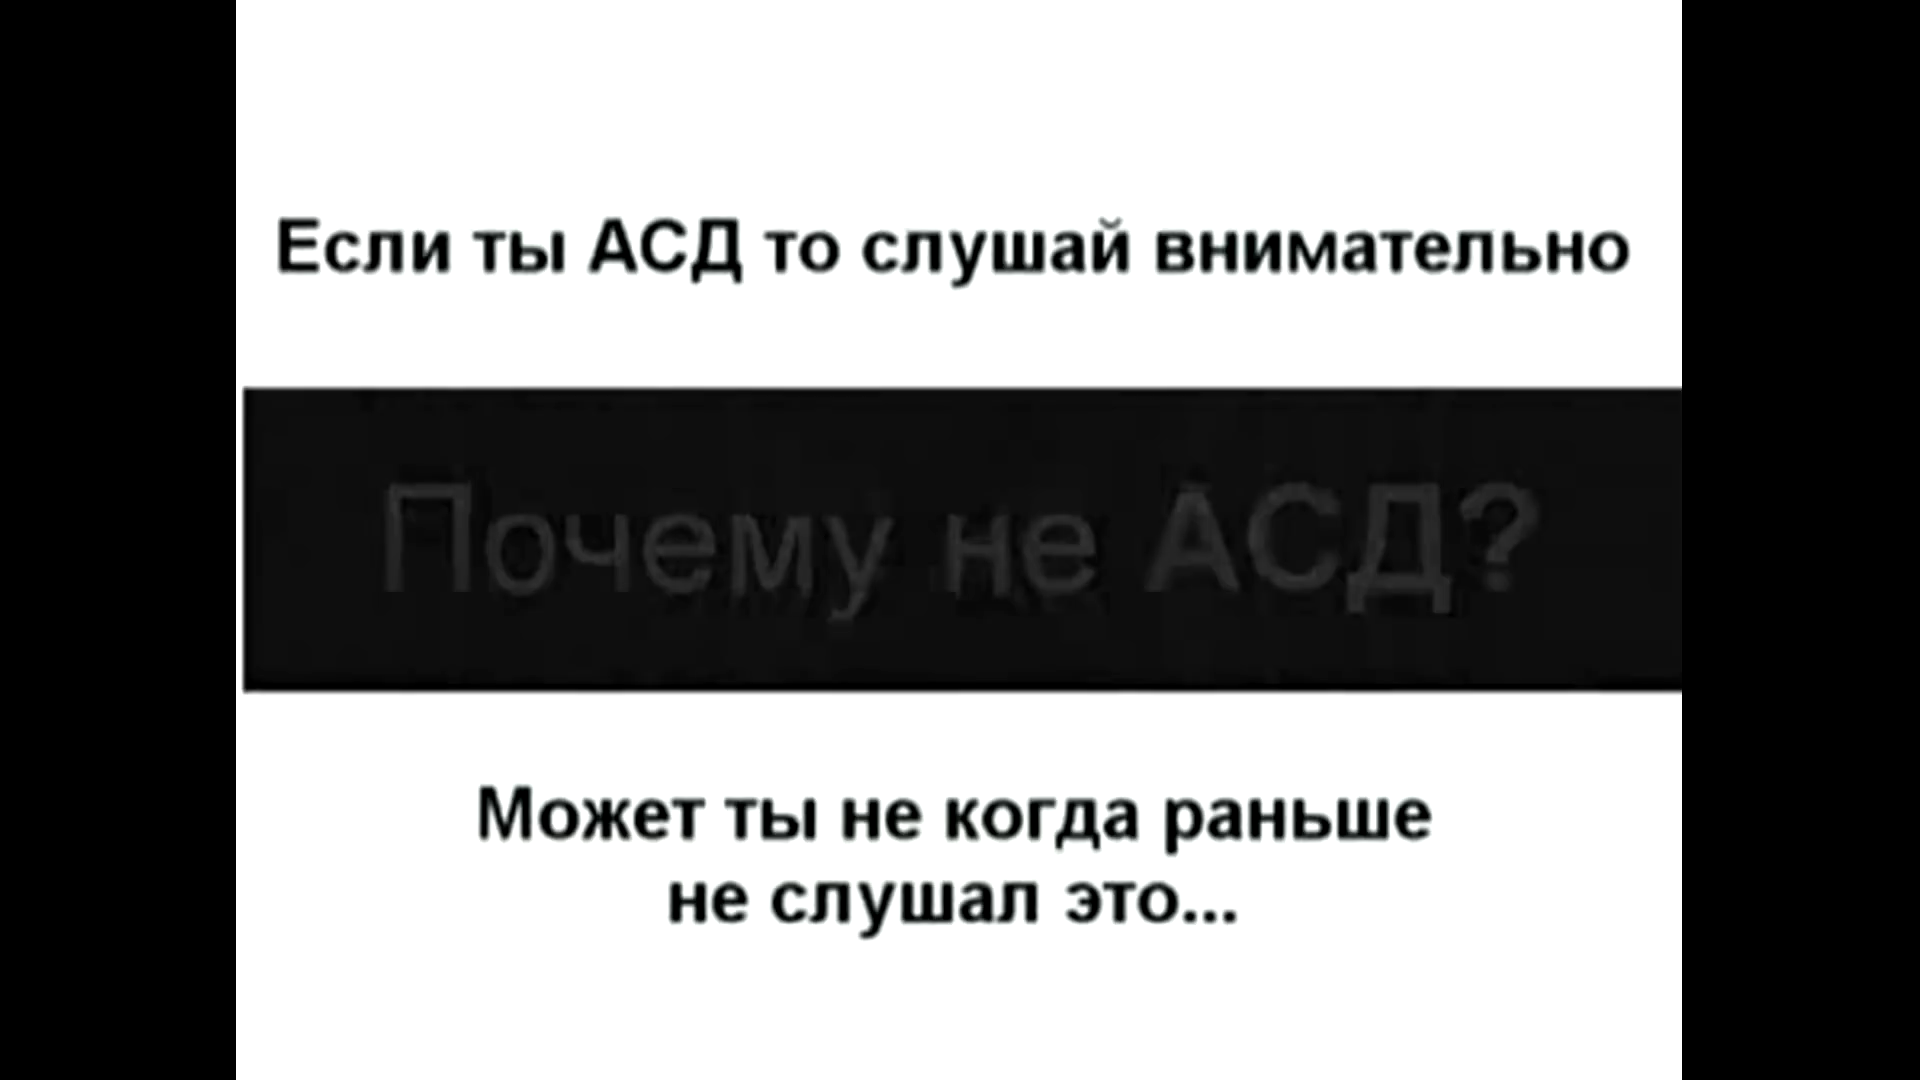 Если ты АСД то слушай внимательно
Почему не АСД?
Может ты не когда раньше
не слушал это...